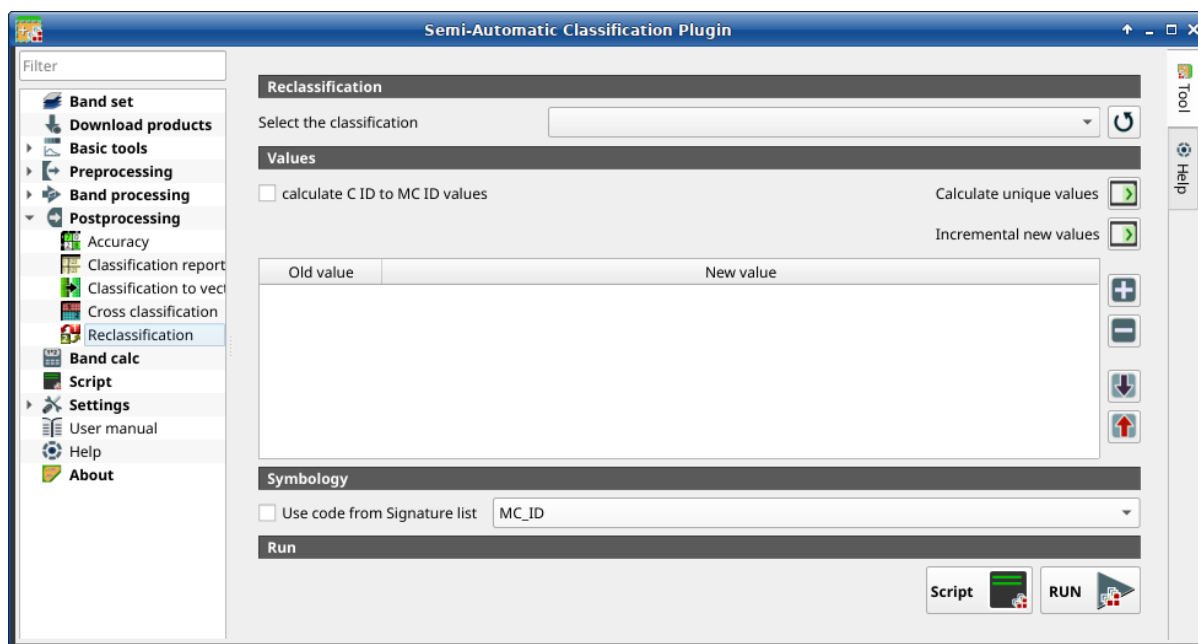 Semi-Automatic Classification Plugin
Filter
Band set
Download products
Basic tools
Preprocessing
Band processing
Postprocessing
Accuracy
Classification report
Classification to vect
Cross classification
Reclassification
Band calc
Script
Settings
User manual
Help
About
Reclassification
Select the classification
Values
calculate C ID to MC ID values
Calculate unique values
Incremental new values
Old value New value
Symbology
Use code from Signature list MC_ID
Run
Script RUN
Tool
Help